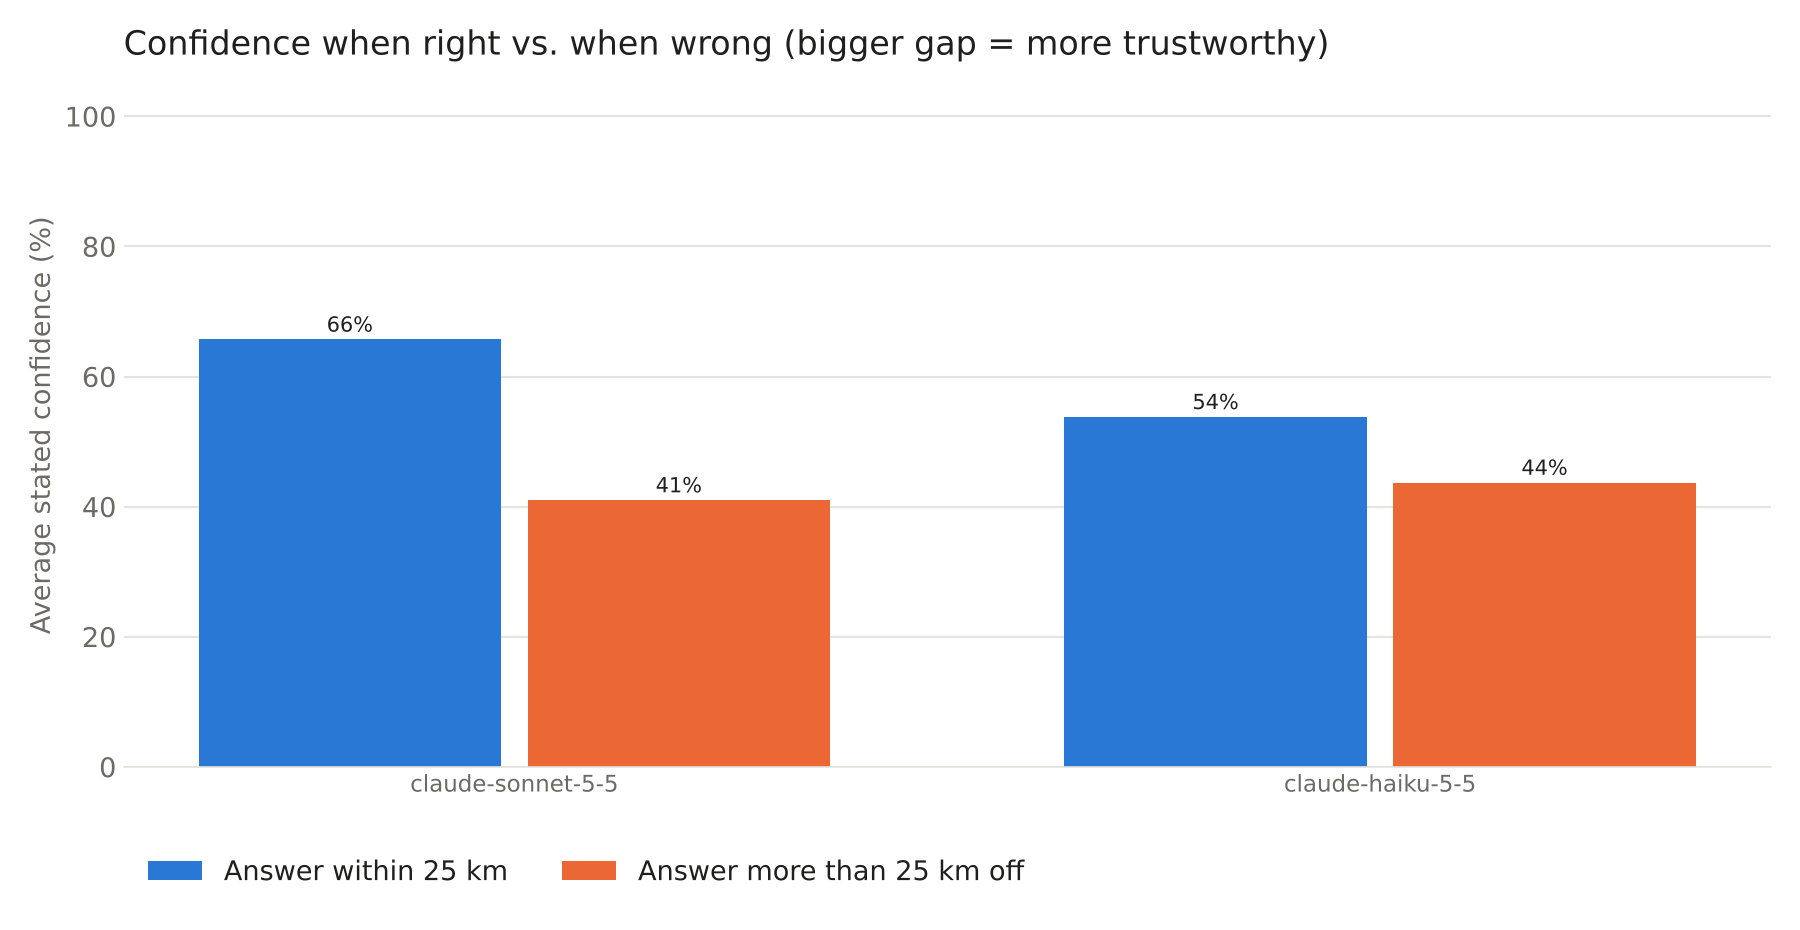 Confidence when right vs. when wrong (bigger gap = more trustworthy)
Average stated confidence (%)
100
80
60
40
20
0
66%
41%
54%
44%
claude-sonnet-5-5
claude-haiku-5-5
Answer within 25 km
Answer more than 25 km off